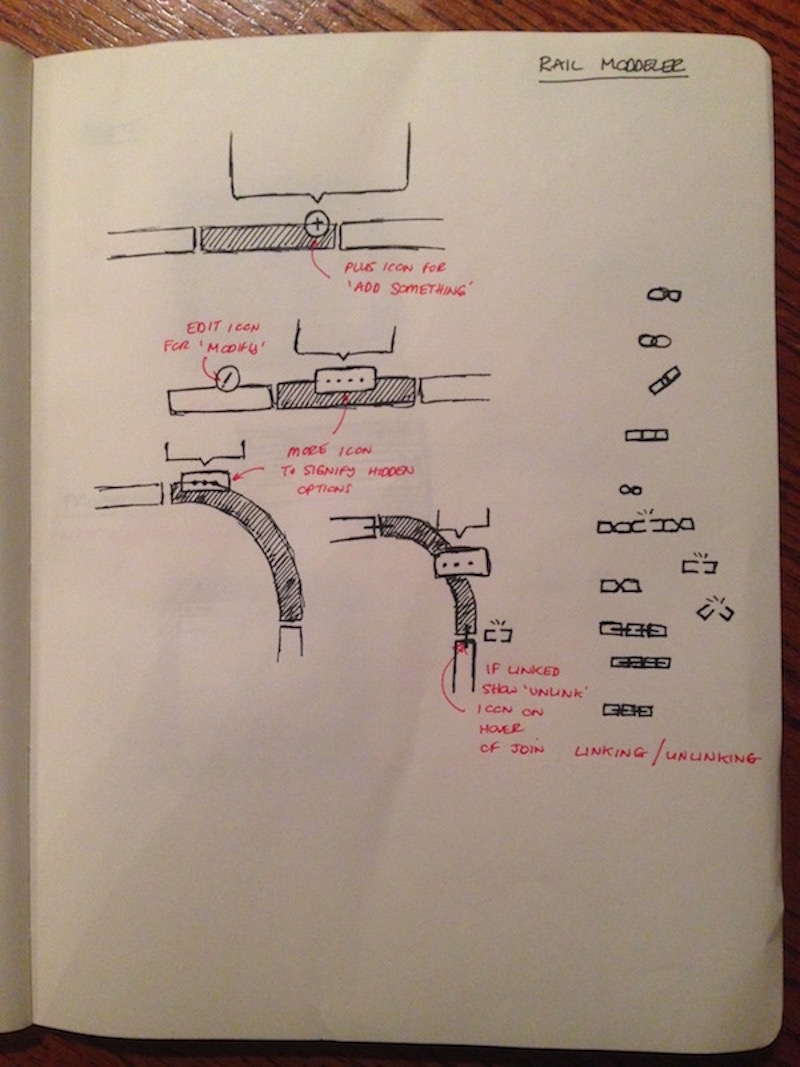 RAIL MODDELER
PLUS ICON FOR
'ADD SOMETHING'
EDIT ICON
FOR 'MODIFY'
MORE ICON
TO SIGNIFY HIDDEN
OPTIONS
IF LINKED
SHOW 'UNLINK'
ICON ON
HOVER
OF JOIN
LINKING / UNLINKING